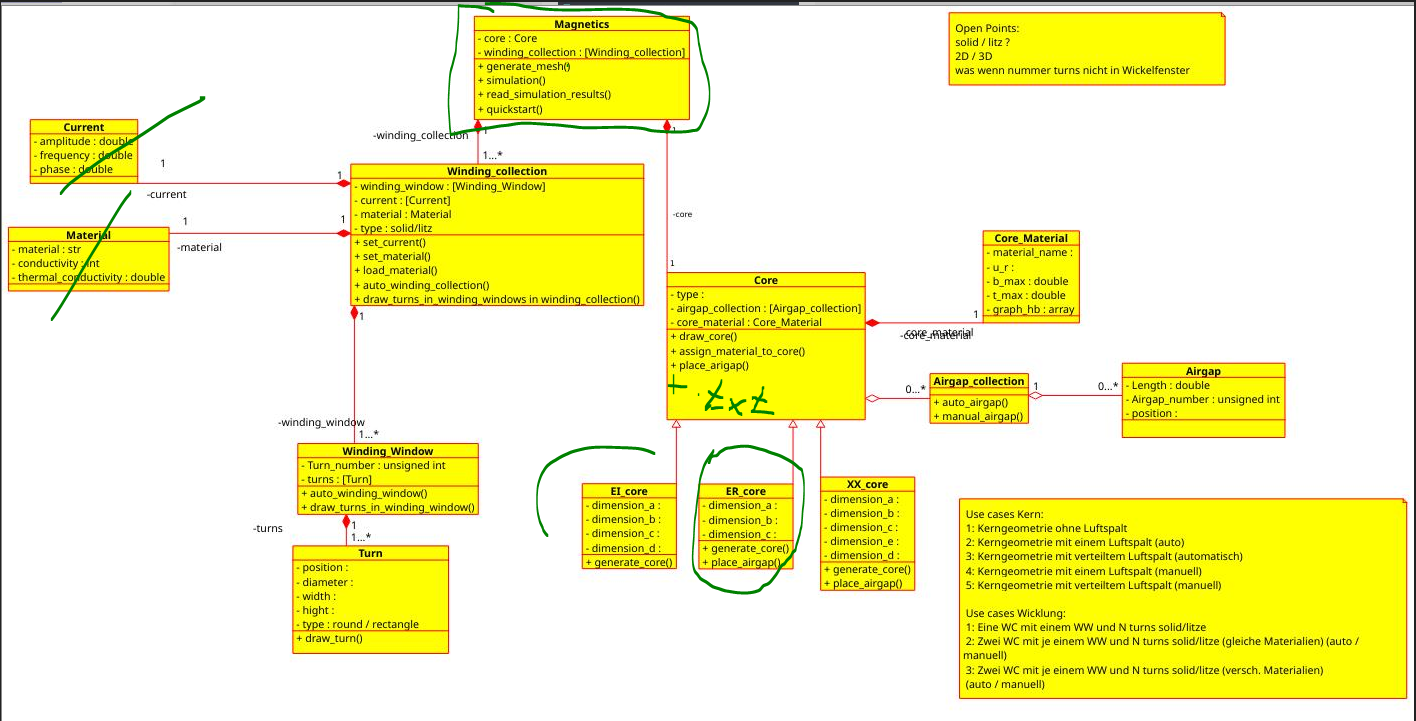 Magnetics
- core : Core
- winding_collection : [Winding_collection]
+ generate_mesh()
+ simulation()
+ read_simulation_results()
+ quickstart()
Open Points:
solid / litz ?
2D / 3D
was wenn nummer turns nicht in Wickelfenster
Current
- amplitude : double
- frequency : double
- phase : double
1
-current
1
-winding_collection
1
1...*
1
Winding_collection
- winding_window : [Winding_Window]
- current : [Current]
- material : Material
- type : solid/litz
+ set_current()
+ set_material()
+ load_material()
+ auto_winding_collection()
+ draw_turns_in_winding_windows in winding_collection()
1
Material
- material : str
- conductivity : int
- thermal_conductivity : double
1
-material
1
-core
1
Core
- type :
- airgap_collection : [Airgap_collection]
- core_material : Core_Material
+ draw_core()
+ assign_material_to_core()
+ place_arigap()
+ .txt
Core_Material
- material_name :
- u_r :
- b_max : double
- t_max : double
- graph_hb : array
1
-core_material
core_material
0...*
Airgap_collection
+ auto_airgap()
+ manual_airgap()
1
0...*
Airgap
- Length : double
- Airgap_number : unsigned int
- position :
-winding_window
1...*
Winding_Window
- Turn_number : unsigned int
- turns : [Turn]
+ auto_winding_window()
+ draw_turns_in_winding_window()
-turns
1
1...*
Turn
- position :
- diameter :
- width :
- hight :
- type : round / rectangle
+ draw_turn()
EI_core
- dimension_a :
- dimension_b :
- dimension_c :
- dimension_d :
+ generate_core()
ER_core
- dimension_a :
- dimension_b :
- dimension_c :
+ generate_core()
+ place_airgap()
XX_core
- dimension_a :
- dimension_b :
- dimension_c :
- dimension_e :
- dimension_d :
+ generate_core()
+ place_airgap()
Use cases Kern:
1: Kerngeometrie ohne Luftspalt
2: Kerngeometrie mit einem Luftspalt (auto)
3: Kerngeometrie mit verteiltem Luftspalt (automatisch)
4: Kerngeometrie mit einem Luftspalt (manuell)
5: Kerngeometrie mit verteiltem Luftspalt (manuell)
Use cases Wicklung:
1: Eine WC mit einem WW und N turns solid/litze
2: Zwei WC mit je einem WW und N turns solid/litze (gleiche Materialien) (auto /
manuell)
3: Zwei WC mit je einem WW und N turns solid/litze (versch. Materialien)
(auto / manuell)